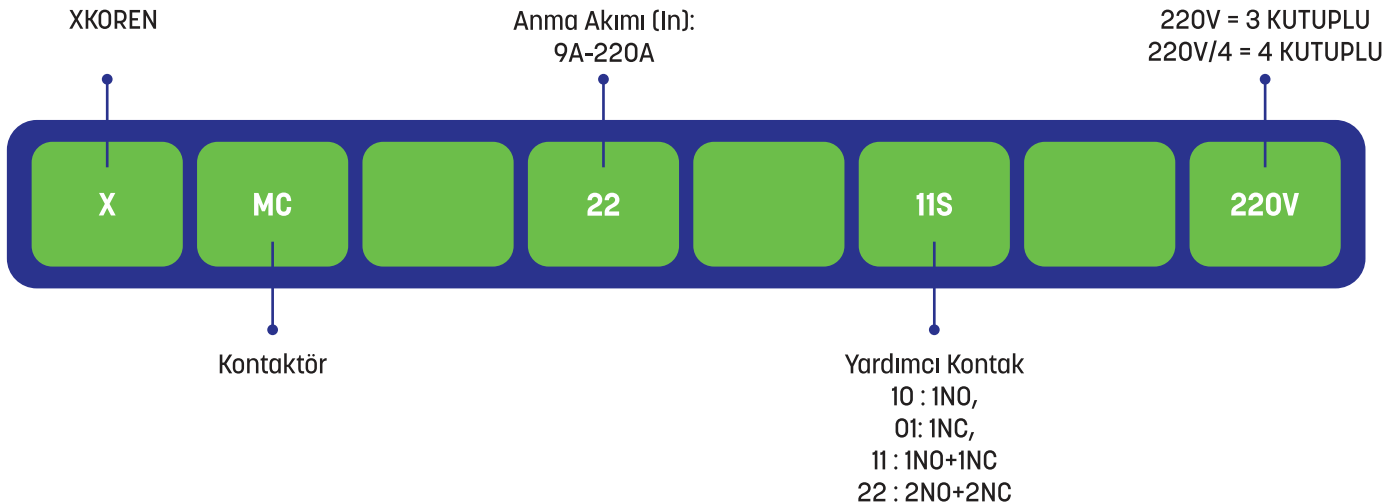 XKOREN
Anma Akımı (In):
9A-220A
220V = 3 KUTUPLU
220V/4 = 4 KUTUPLU
X
MC
22
11S
220V
Kontaktör
Yardımcı Kontak
10 : 1NO,
01: 1NC,
11 : 1NO+1NC
22 : 2NO+2NC